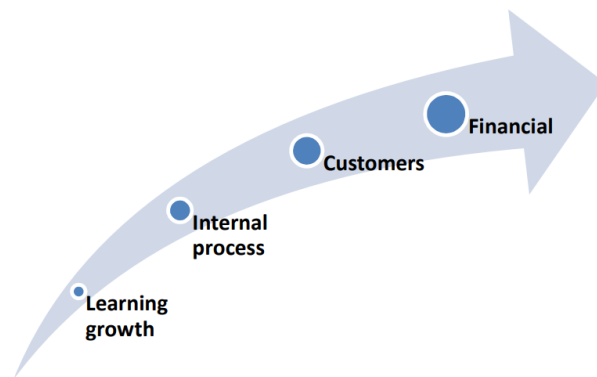 Financial
Customers
Internal
process
Learning
growth